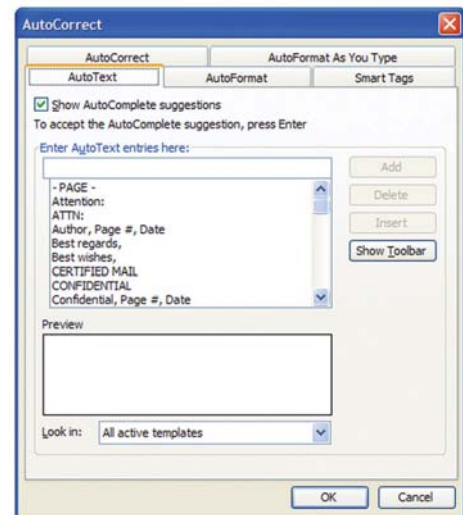 AutoCorrect
AutoCorrect AutoFormat As You Type
AutoText AutoFormat Smart Tags
Show AutoComplete suggestions
To accept the AutoComplete suggestion, press Enter
Enter AutoText entries here:
Add
- PAGE -
Attention:
Delete
ATTN:
Author, Page #, Date
Insert
Best regards,
Best wishes,
Show Toolbar
CERTIFIED MAIL
CONFIDENTIAL
Confidential, Page #, Date
Preview
Look in: All active templates
OK Cancel